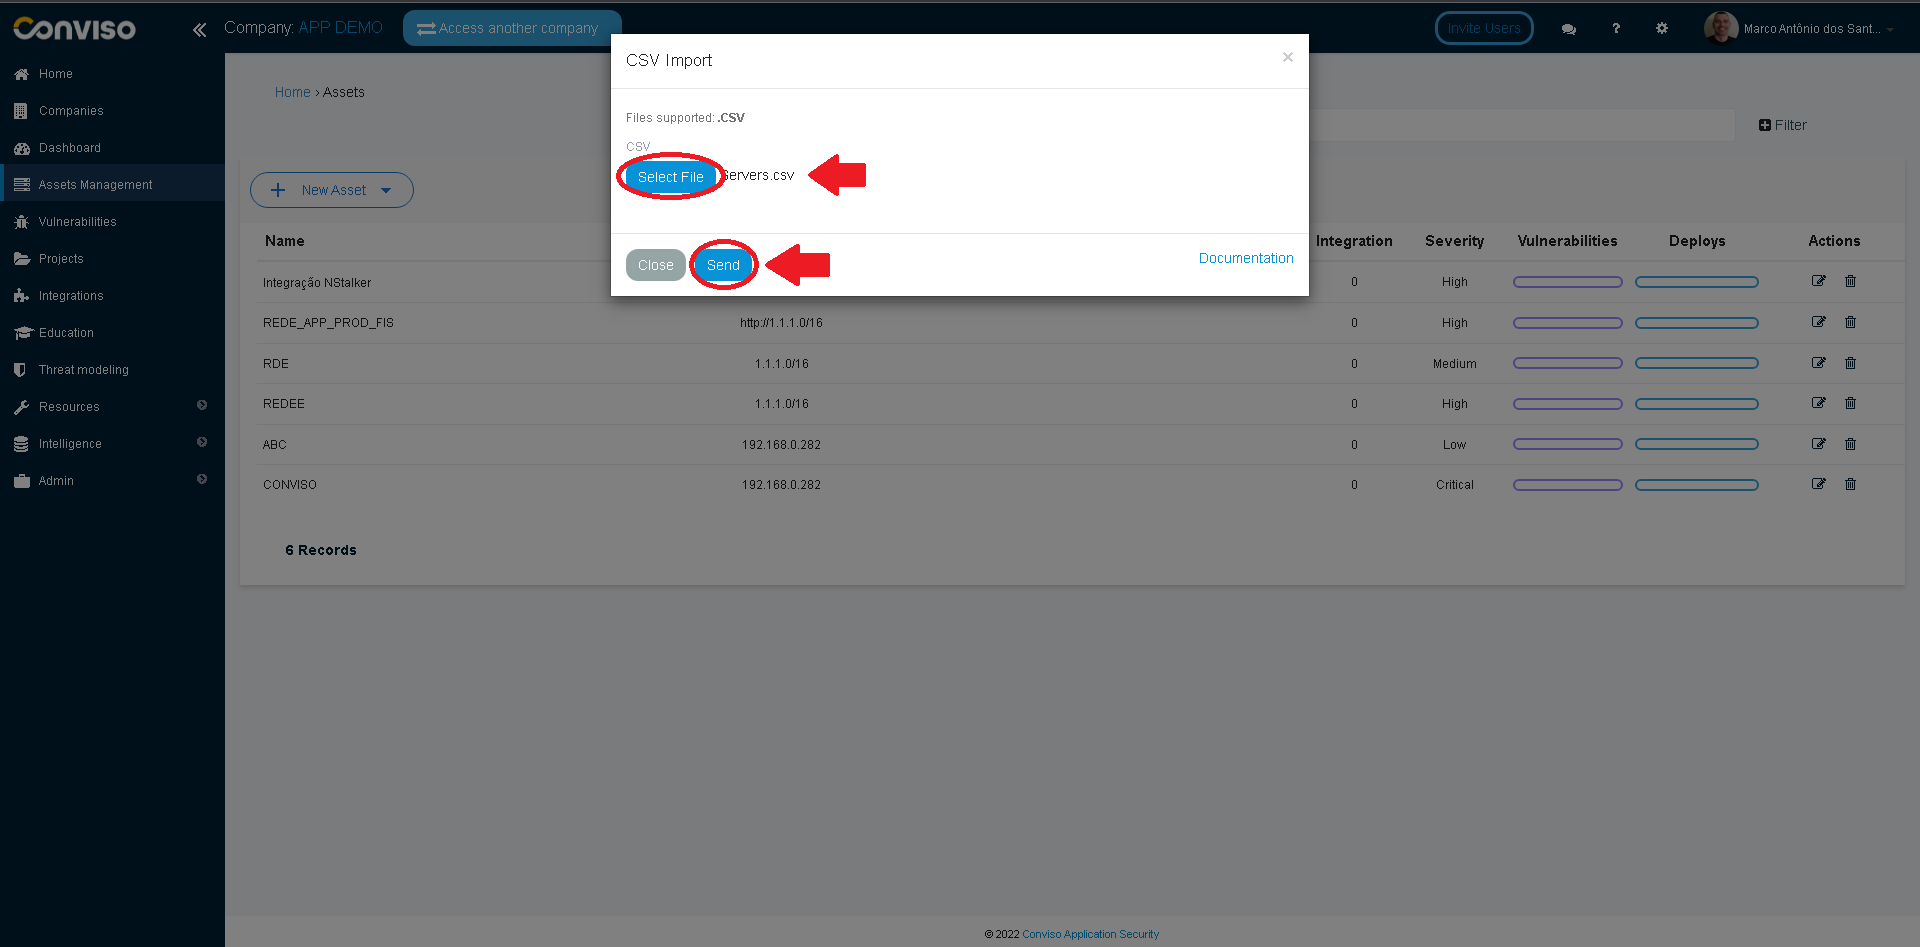 Conviso
Company: APP DEMO
Access another company
Invite Users
?
Marco Antônio dos Sant...
Home
Companies
Dashboard
Assets Management
Vulnerabilities
Projects
Integrations
Education
Threat modeling
Resources
Intelligence
Admin
Home › Assets
Filter
New Asset
CSV Import
×
Files supported: .CSV
CSV
Select File Servers.csv
Close Send Documentation
Name Integration Severity Vulnerabilities Deploys Actions
Integração NStalker 0 High
REDE_APP_PROD_FIS http://1.1.1.0/16 0 High
RDE 1.1.1.0/16 0 Medium
REDEE 1.1.1.0/16 0 High
ABC 192.168.0.282 0 Low
CONVISO 192.168.0.282 0 Critical
6 Records
© 2022 Conviso Application Security